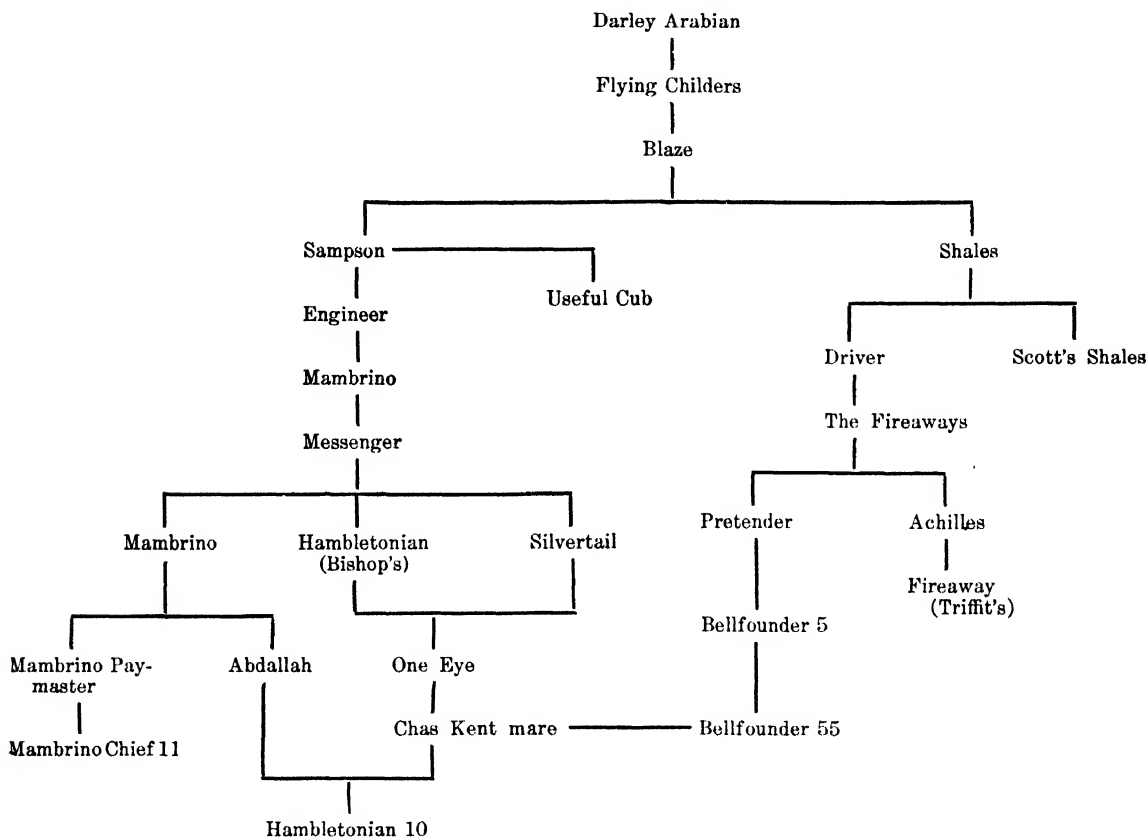 Darley Arabian
Flying Childers
Blaze
Sampson
Shales
Useful Cub
Engineer
Driver
Scott's Shales
Mambrino
The Fireaways
Messenger
Pretender
Achilles
Mambrino
Hambletonian
(Bishop's)
Silvertail
Fireaway
(Triffit's)
Bellfounder 5
Mambrino Pay-
master
Abdallah
One Eye
Chas Kent mare
Bellfounder 55
Mambrino Chief 11
Hambletonian 10